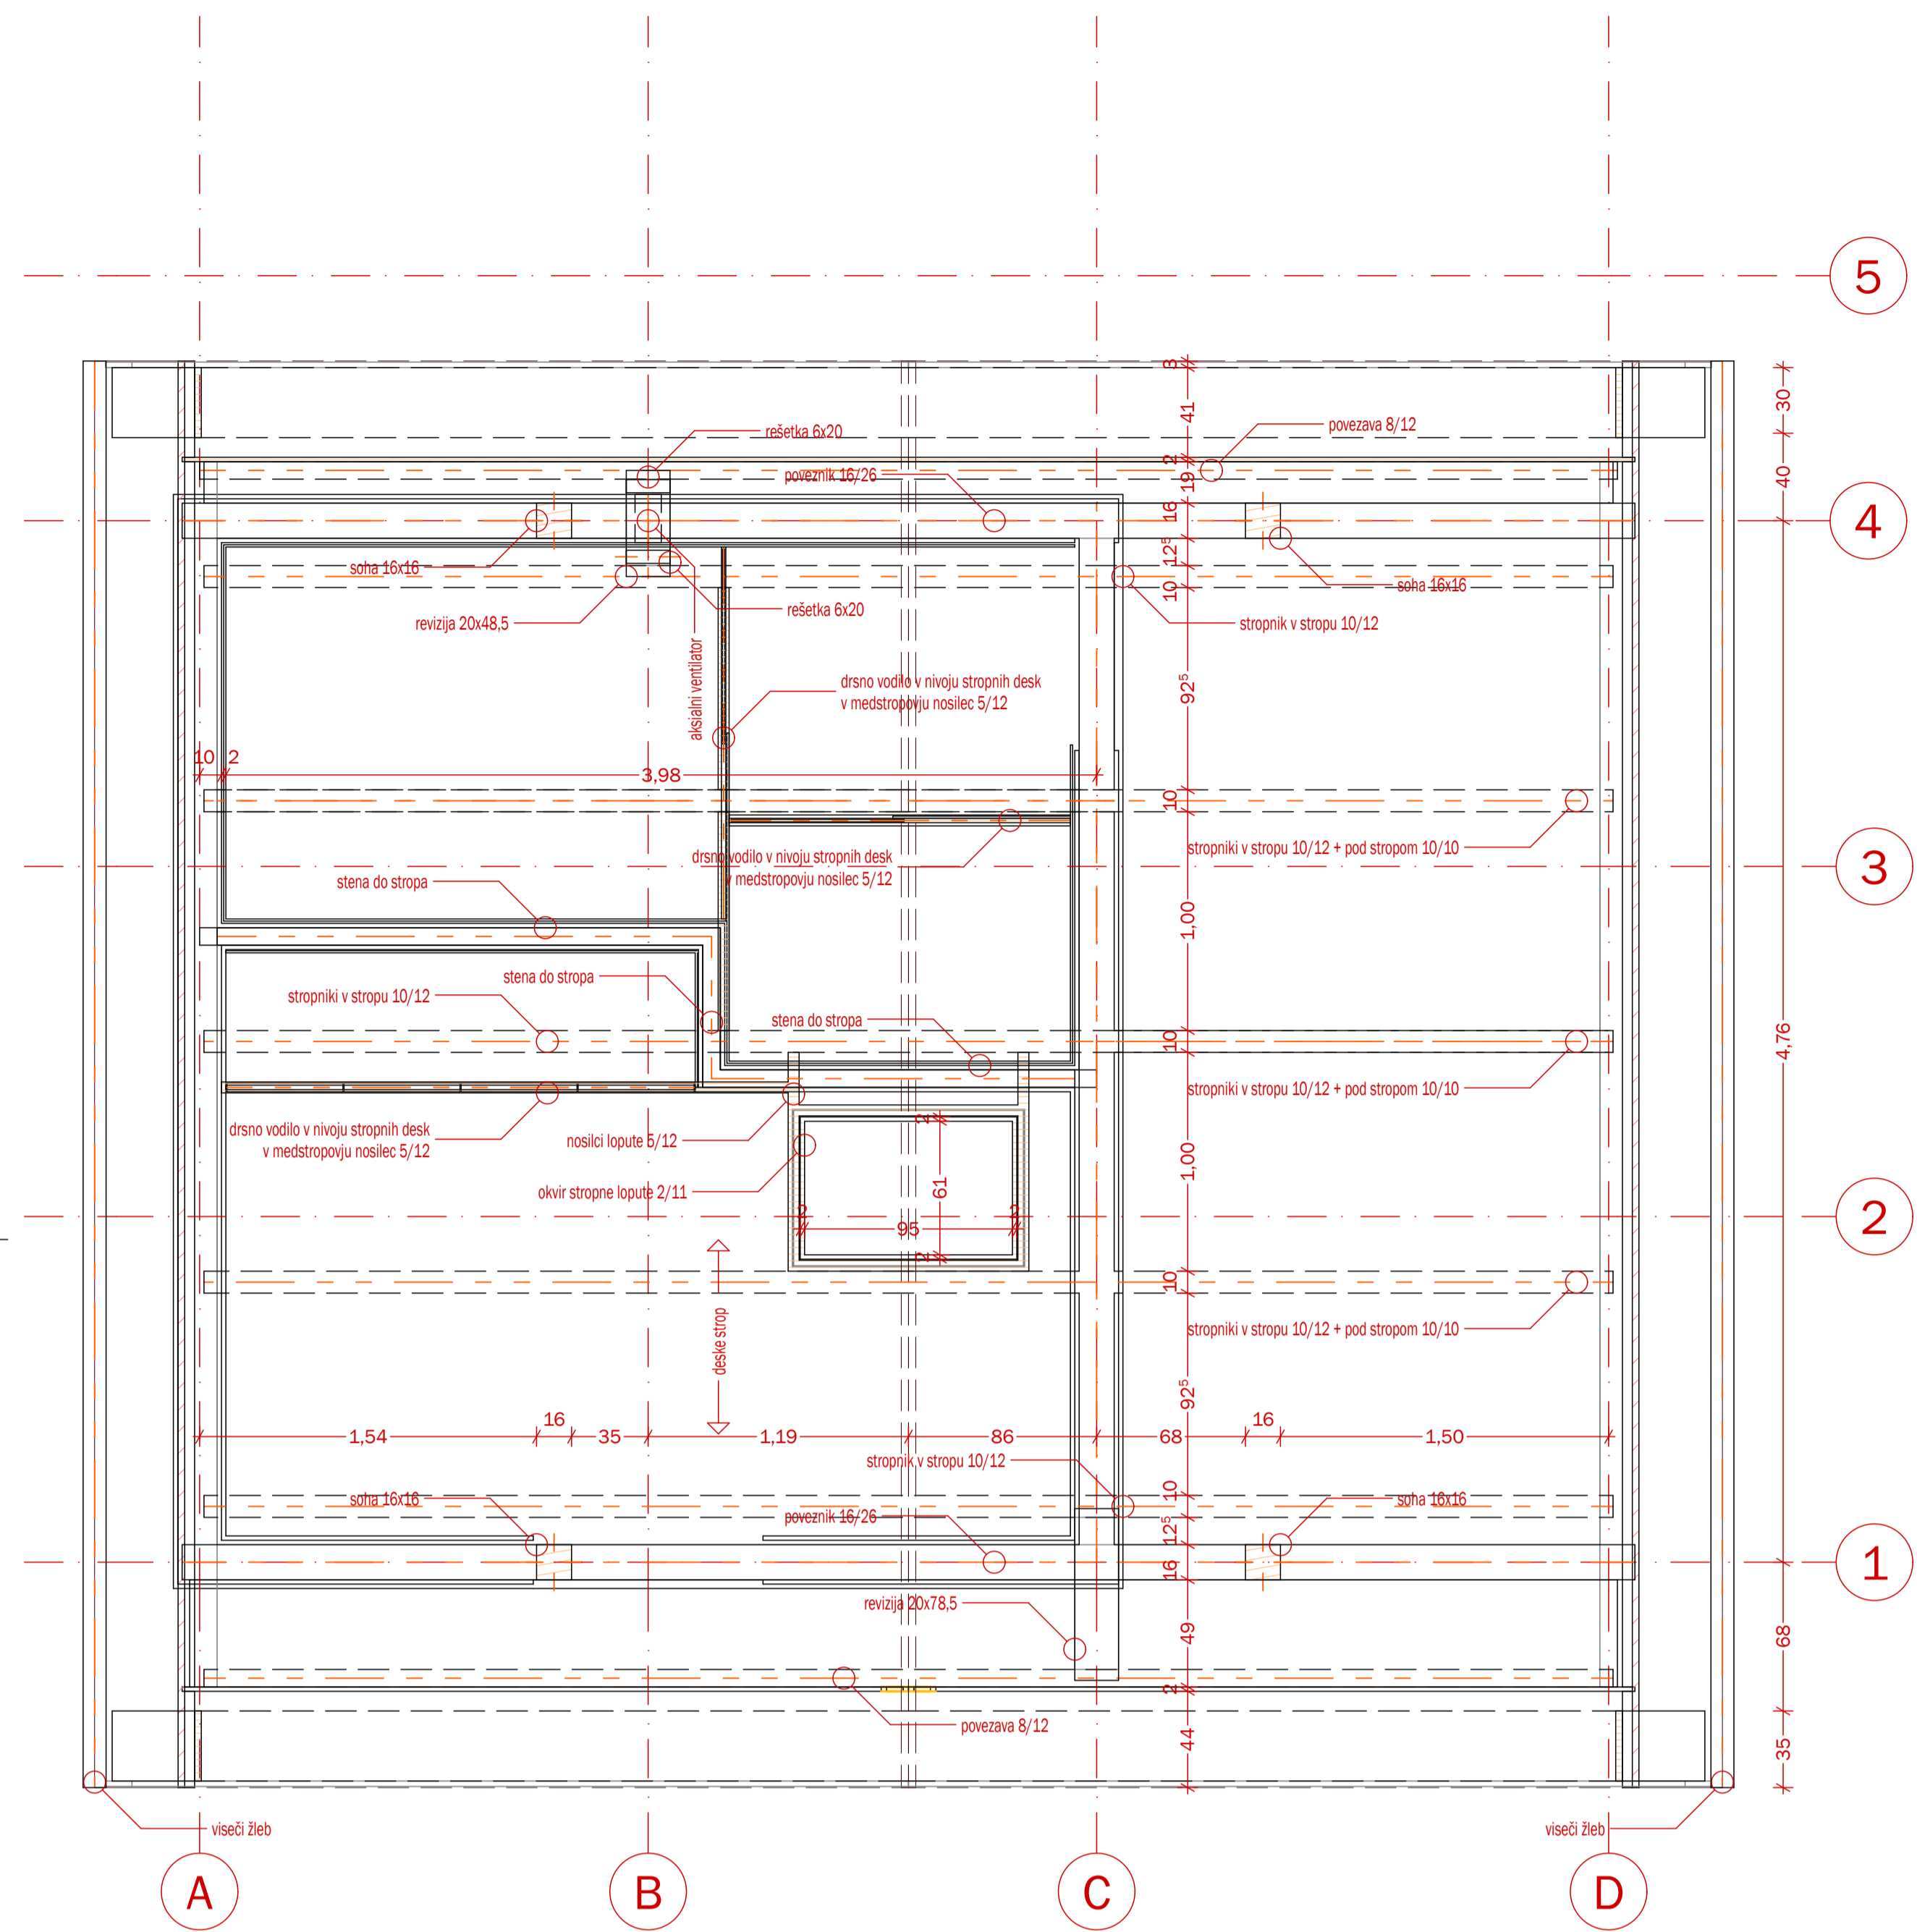 5
3
41
30
rešetka 6x20
povezava 8/12
2
poveznik 16/26
19
40
16
4
soha 16x16
12⁵
10
soha 16x16
rešetka 6x20
revizija 20x48,5
stropnik v stropu 10/12
aksialni ventilator
drsno vodilo v nivoju stropnih desk
v medstropovju nosilec 5/12
92⁵
10
2
3,98
10
stropniki v stropu 10/12 + pod stropom 10/10
drsno vodilo v nivoju stropnih desk
v medstropovju nosilec 5/12
3
stena do stropa
1,00
stena do stropa
stropniki v stropu 10/12
stena do stropa
10
4,76
stropniki v stropu 10/12 + pod stropom 10/10
drsno vodilo v nivoju stropnih desk
v medstropovju nosilec 5/12
nosilci lopute 5/12
2
1,00
okvir stropne lopute 2/11
61
2
95
2
2
2
10
stropniki v stropu 10/12 + pod stropom 10/10
deske strop
92⁵
1,54
16
35
1,19
86
68
16
1,50
stropnik v stropu 10/12
10
soha 16x16
soha 16x16
poveznik 16/26
12⁵
16
1
revizija 20x78,5
49
68
2
povezava 8/12
44
35
viseči žleb
viseči žleb
A
B
C
D